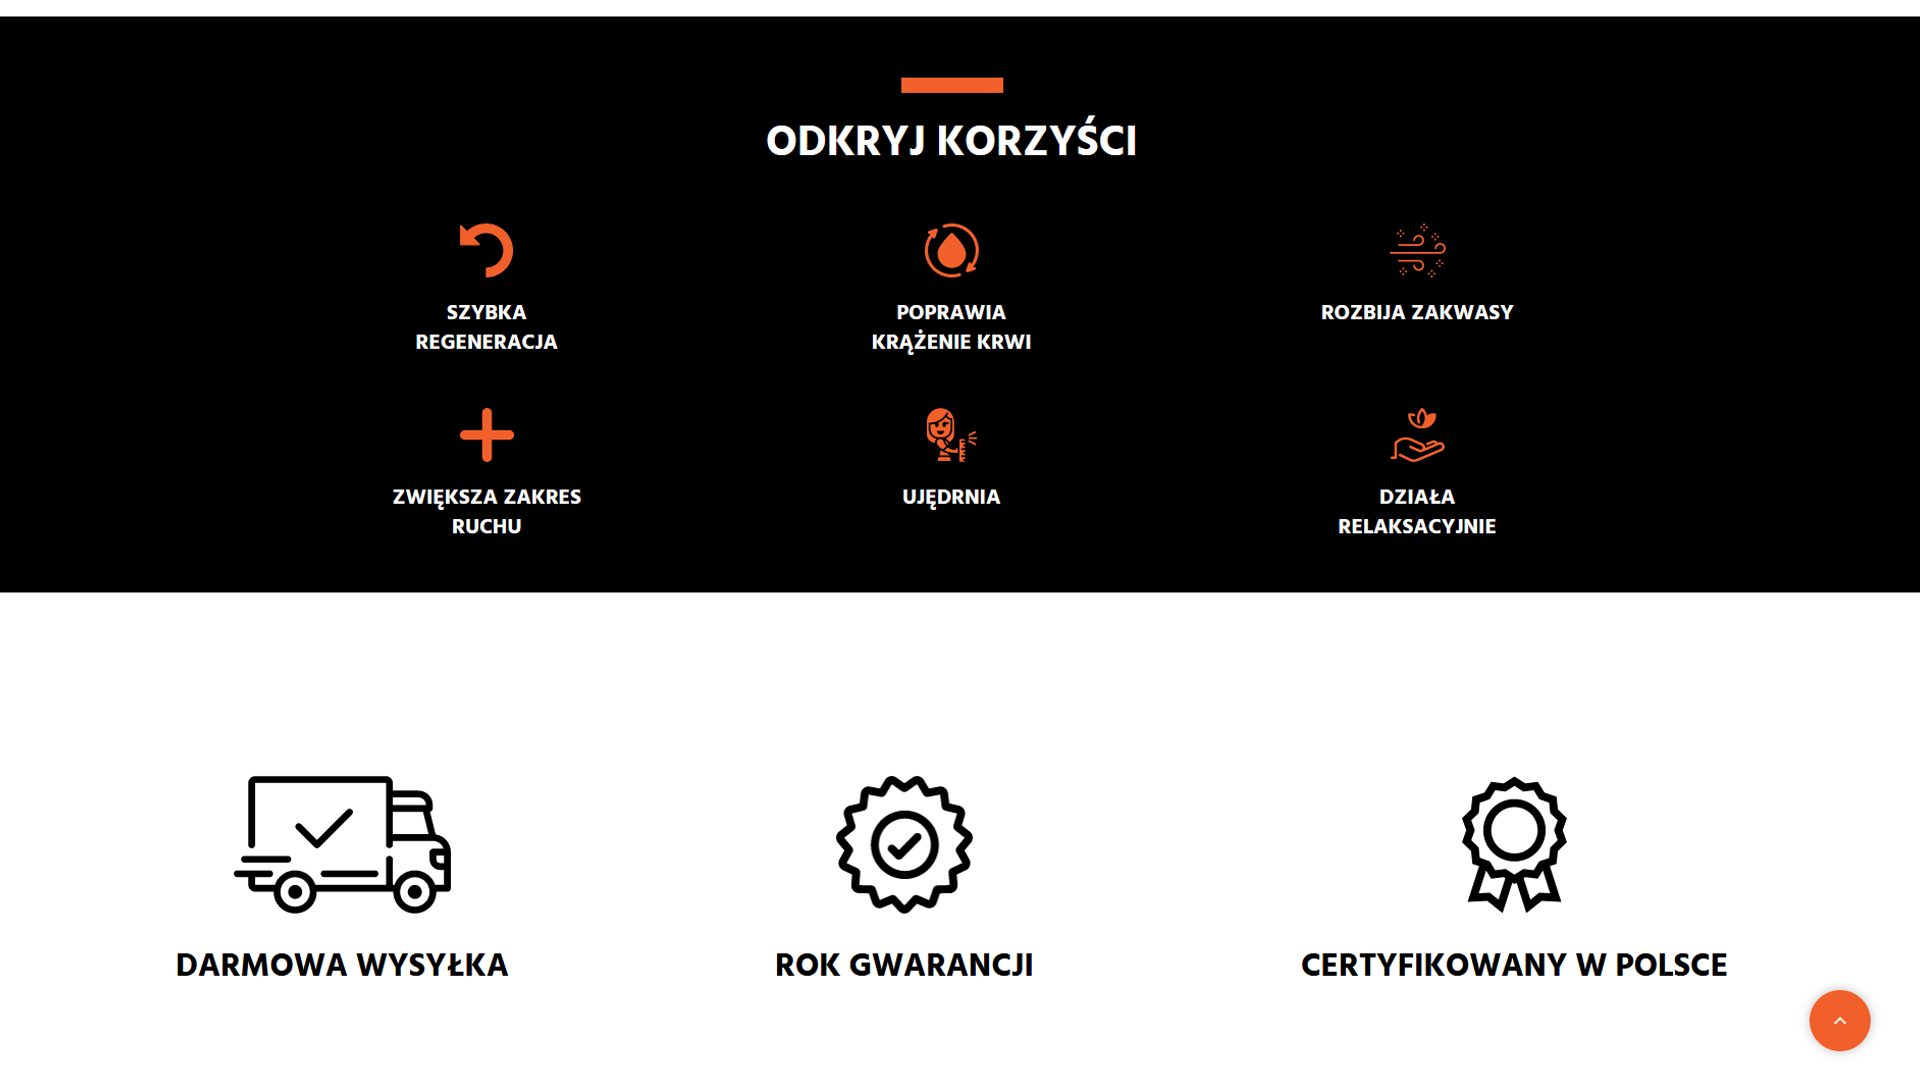 ODKRYJ KORZYŚCI
SZYBKA
REGENERACJA
POPRAWIA
KRĄŻENIE KRWI
ROZBIJA ZAKWASY
ZWIĘKSZA ZAKRES
RUCHU
UJĘDRNIA
DZIAŁA
RELAKSACYJNIE
DARMOWA WYSYŁKA
ROK GWARANCJI
CERTYFIKOWANY W POLSCE